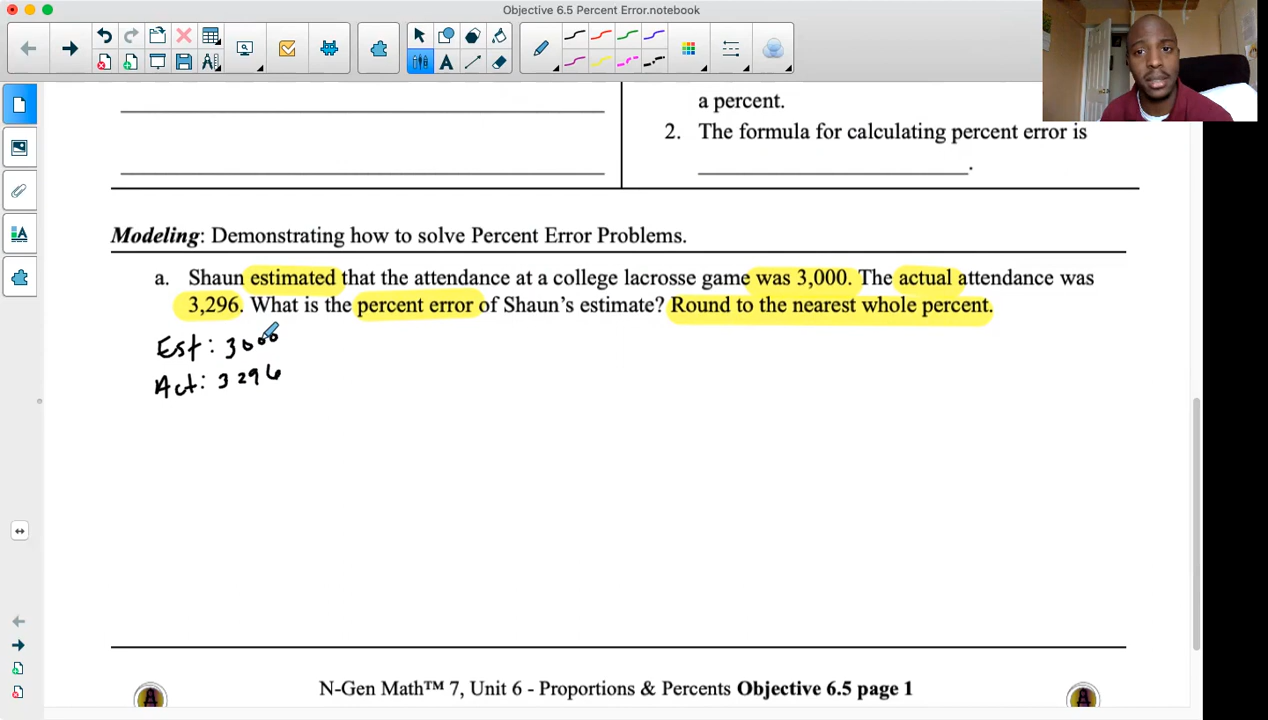 Objective 6.5 Percent Error.notebook
a percent.
2. The formula for calculating percent error is
.
Modeling: Demonstrating how to solve Percent Error Problems.
a. Shaun estimated that the attendance at a college lacrosse game was 3,000. The actual attendance was
3,296. What is the percent error of Shaun’s estimate? Round to the nearest whole percent.
Est: 3000
Act: 3296
N-Gen Math™ 7, Unit 6 - Proportions & Percents Objective 6.5 page 1